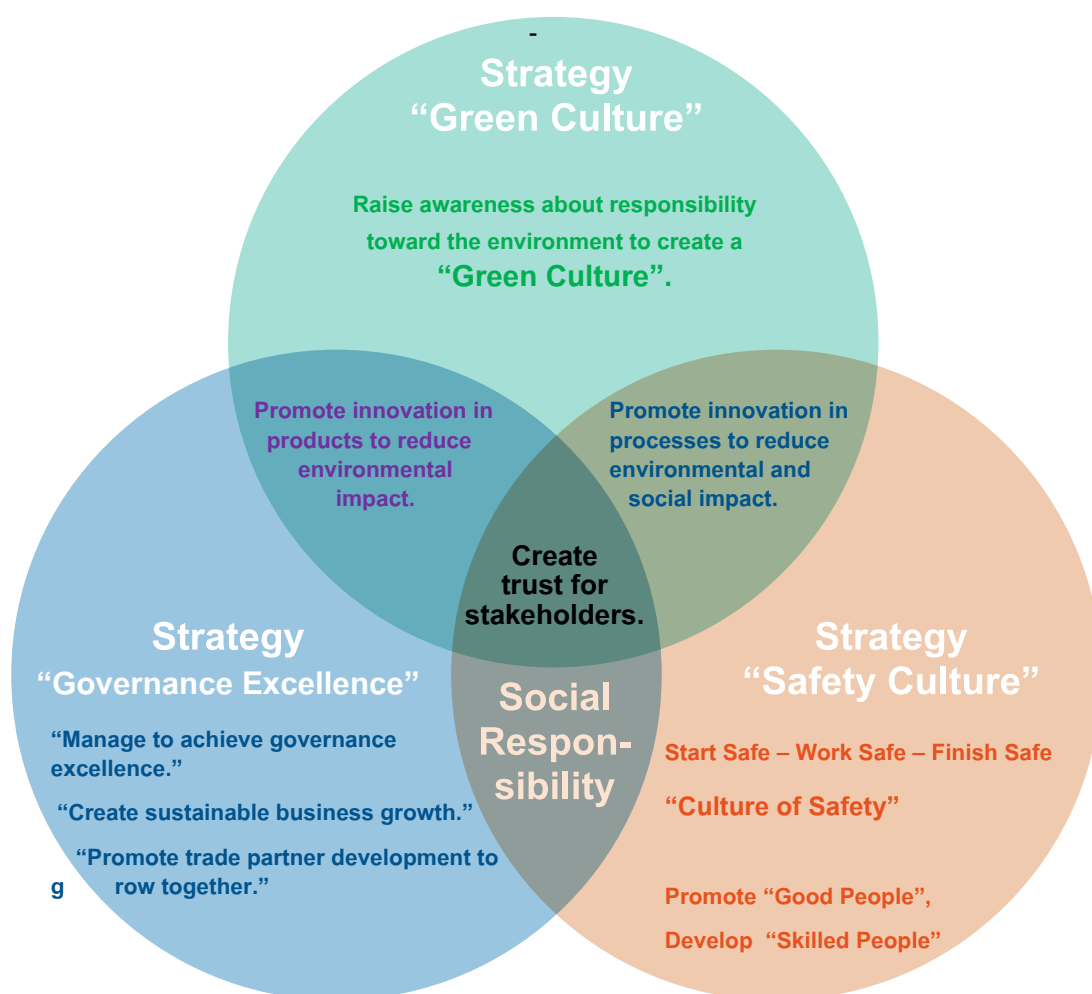 -
Strategy
“Green Culture”
Raise awareness about responsibility
toward the environment to create a
“Green Culture”.
Promote innovation in
products to reduce
environmental
impact.
Promote innovation in
processes to reduce
environmental and
social impact.
Create
trust for
stakeholders.
Strategy
“Governance Excellence”
“Manage to achieve governance
excellence.”
“Create sustainable business growth.”
“Promote trade partner development to
g row together.”
Social
Respon-
sibility
Strategy
“Safety Culture”
Start Safe – Work Safe – Finish Safe
“Culture of Safety”
Promote “Good People”,
Develop “Skilled People”